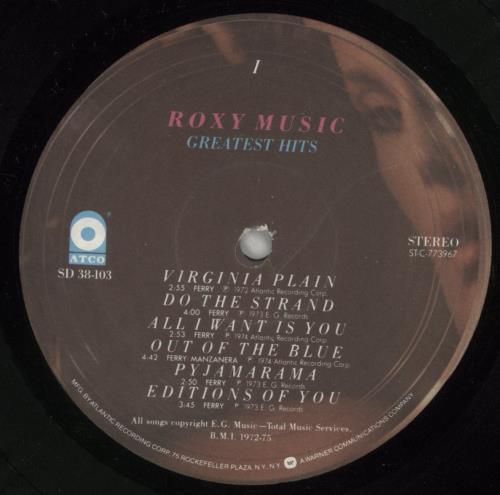 I
ROXY MUSIC
GREATEST HITS
ATCO
SD 38-103
STEREO
ST-C-773967
VIRGINIA PLAIN
2:55 FERRY ℗ 1972 Atlantic Recording Corp.
DO THE STRAND
4:00 FERRY ℗ 1973 E. G. Records
ALL I WANT IS YOU
2:53 FERRY ℗ 1974 Atlantic Recording Corp.
OUT OF THE BLUE
4:42 FERRY/MANZANERA ℗ 1974 Atlantic Recording Corp.
PYJAMARAMA
2:50 FERRY ℗ 1973 E. G. Records
EDITIONS OF YOU
3:45 FERRY ℗ 1973 E. G. Records
All songs copyright E.G. Music—Total Music Services.
B.M.I. 1972-75
MFG. BY ATLANTIC RECORDING CORP., 75 ROCKEFELLER PLAZA, N.Y., N.Y. A WARNER COMMUNICATIONS COMPANY